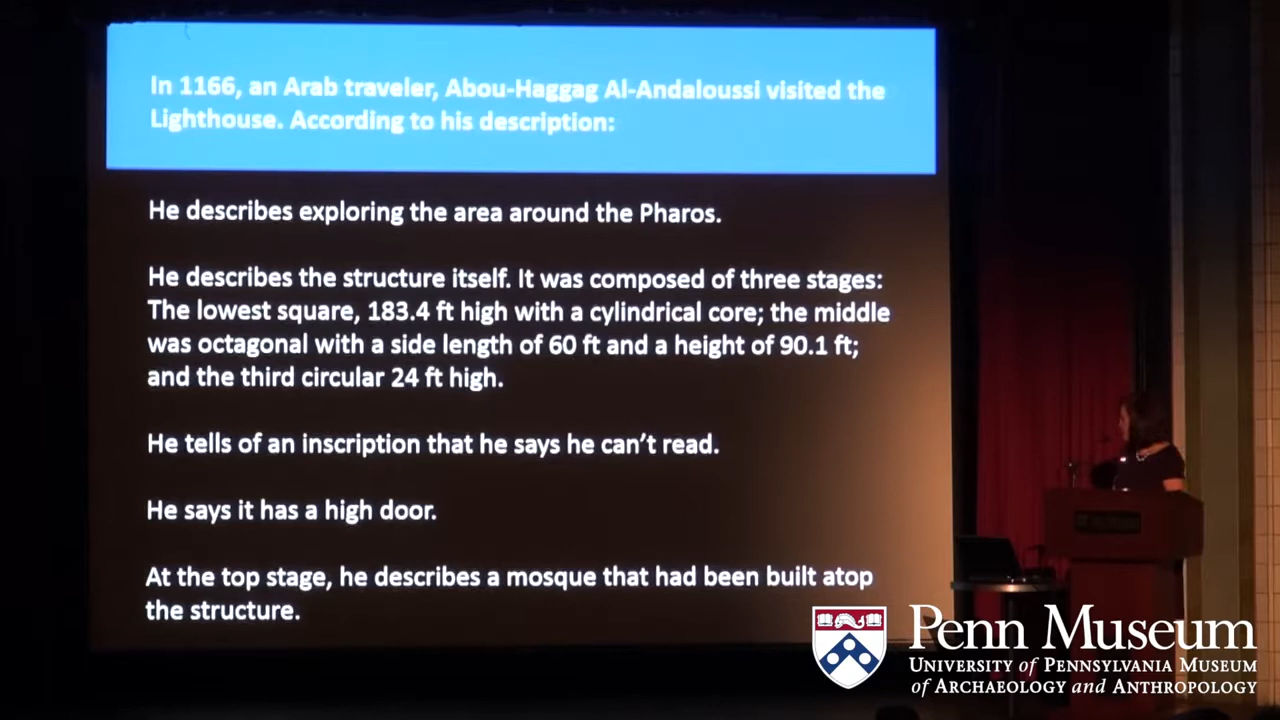 In 1166, an Arab traveler, Abou-Haggag Al-Andaloussi visited the
Lighthouse. According to his description:
He describes exploring the area around the Pharos.
He describes the structure itself. It was composed of three stages:
The lowest square, 183.4 ft high with a cylindrical core; the middle
was octagonal with a side length of 60 ft and a height of 90.1 ft;
and the third circular 24 ft high.
He tells of an inscription that he says he can’t read.
He says it has a high door.
At the top stage, he describes a mosque that had been built atop
the structure.
Penn Museum
University of Pennsylvania Museum
of Archaeology and Anthropology